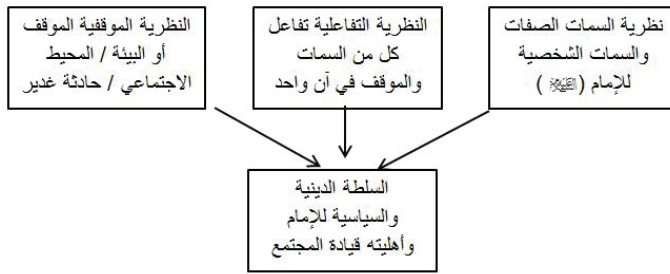 نظرية السمات الصفات
والسمات الشخصية
للإمام (عليه السلام)
النظرية التفاعلية تفاعل
كل من السمات
والموقف في آن واحد
النظرية الموقفية الموقف
أو البيئة / المحيط
الاجتماعي / حادثة غدير
السلطة الدينية
والسياسية للإمام
وأهليته قيادة المجتمع